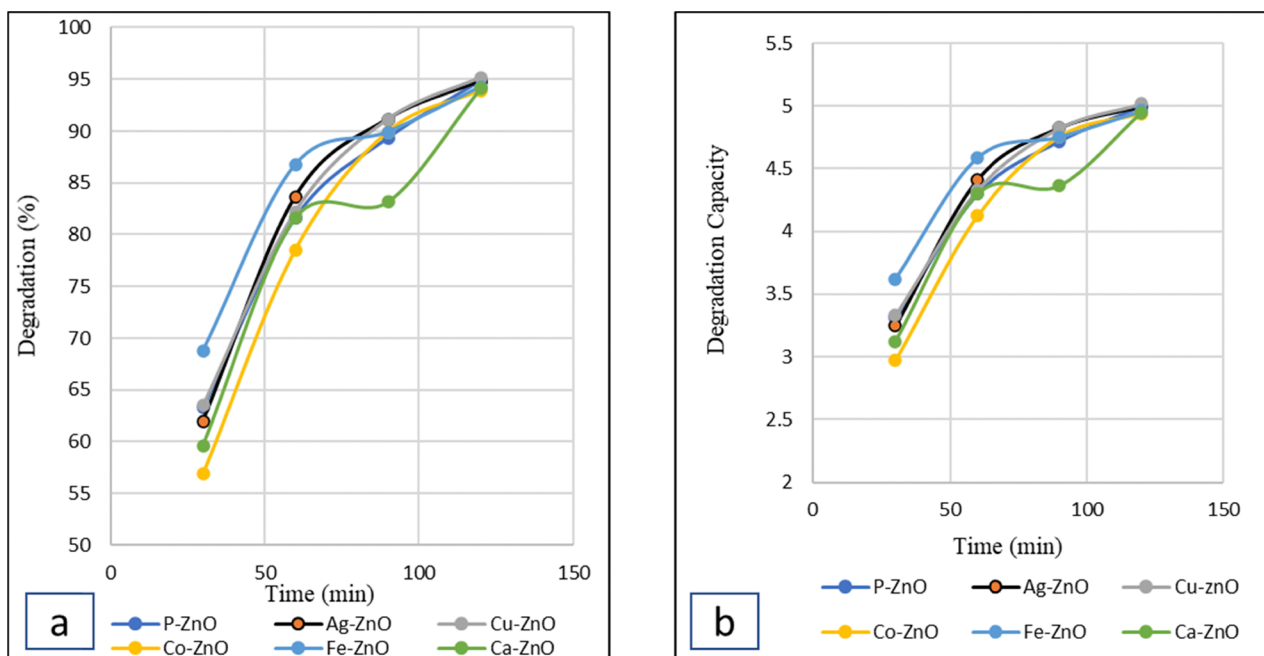 100
95
90
85
80
75
70
65
60
55
50
Degradation (%)
0 50 100 150
Time (min)
P-ZnO Ag-ZnO Cu-ZnO
Co-ZnO Fe-ZnO Ca-ZnO
a
5.5
5
4.5
4
3.5
3
2.5
2
Degradation Capacity
0 50 100 150
Time (min)
P-ZnO Ag-ZnO Cu-znO
Co-ZnO Fe-ZnO Ca-ZnO
b